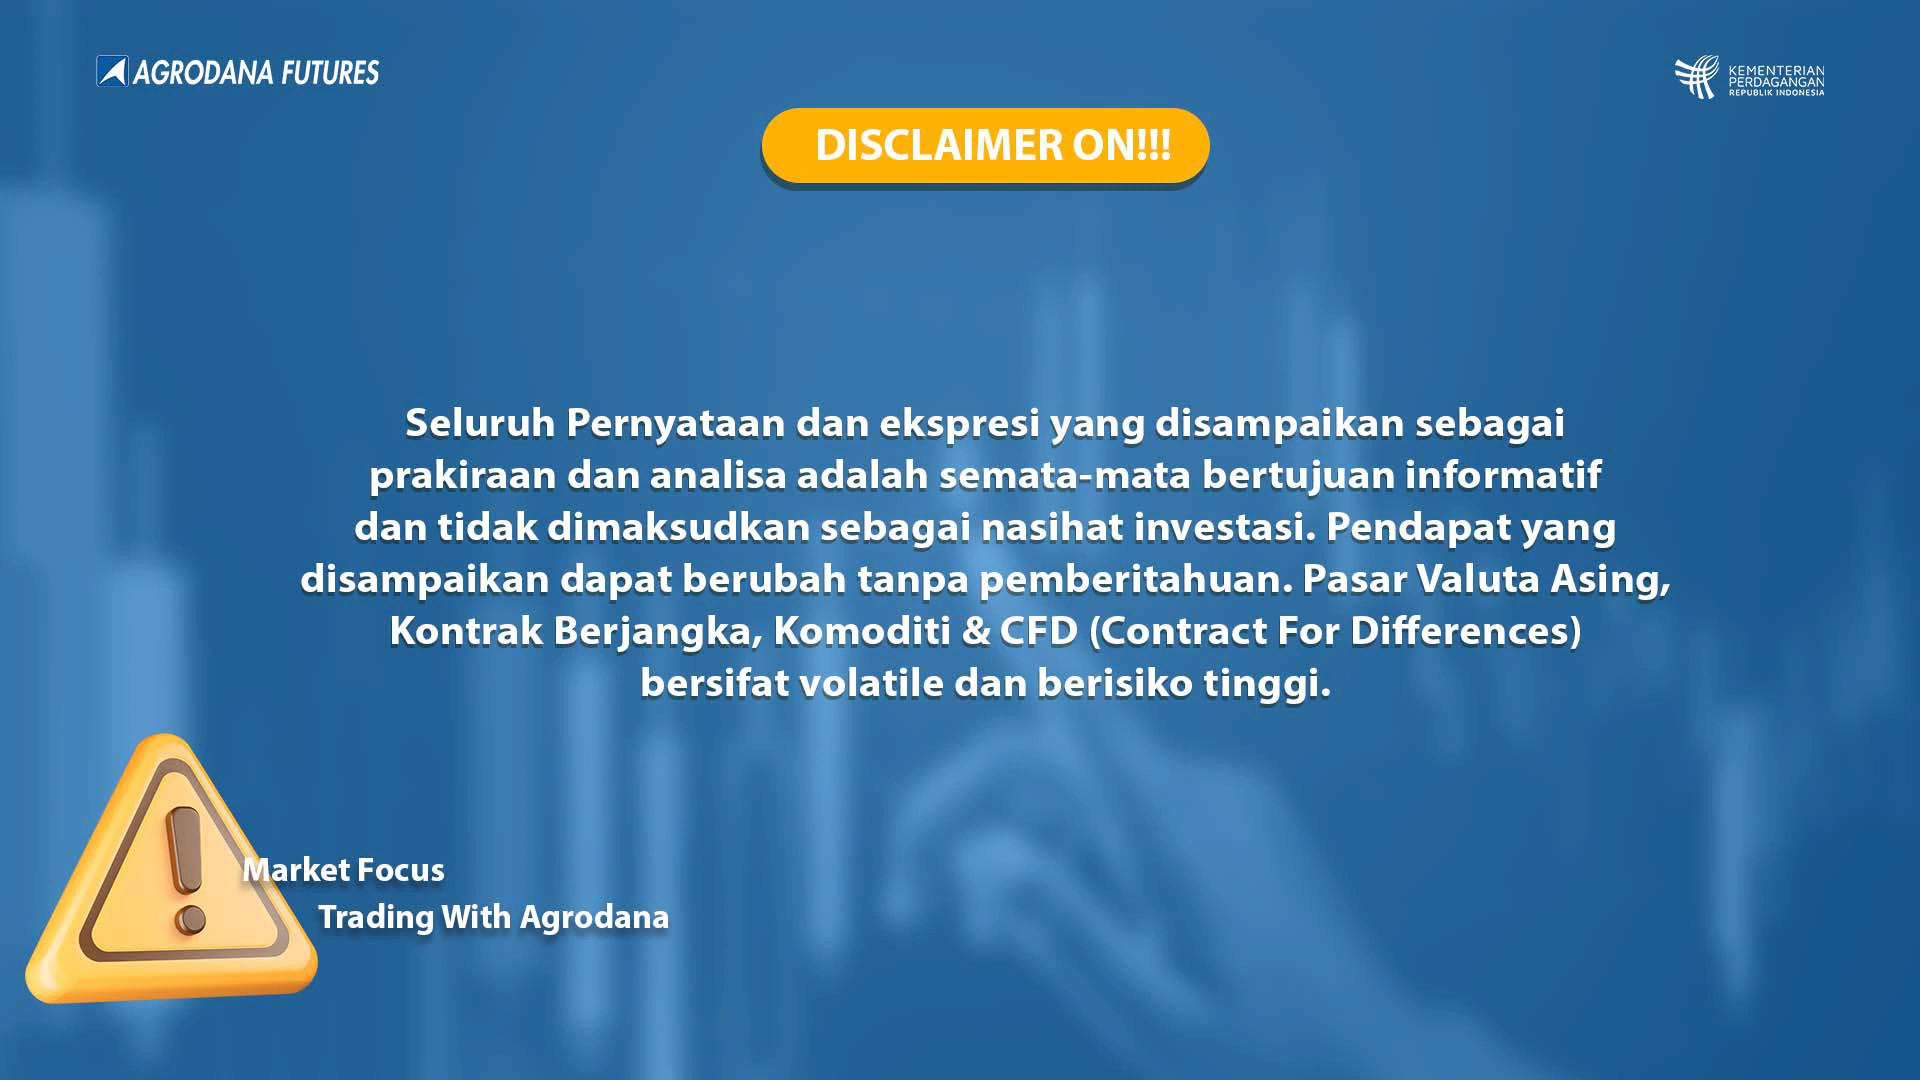 AGRODANA FUTURES
KEMENTERIAN
PERDAGANGAN
REPUBLIK INDONESIA
DISCLAIMER ON!!!
Seluruh Pernyataan dan ekspresi yang disampaikan sebagai
prakiraan dan analisa adalah semata-mata bertujuan informatif
dan tidak dimaksudkan sebagai nasihat investasi. Pendapat yang
disampaikan dapat berubah tanpa pemberitahuan. Pasar Valuta Asing,
Kontrak Berjangka, Komoditi & CFD (Contract For Differences)
bersifat volatile dan berisiko tinggi.
Market Focus
Trading With Agrodana